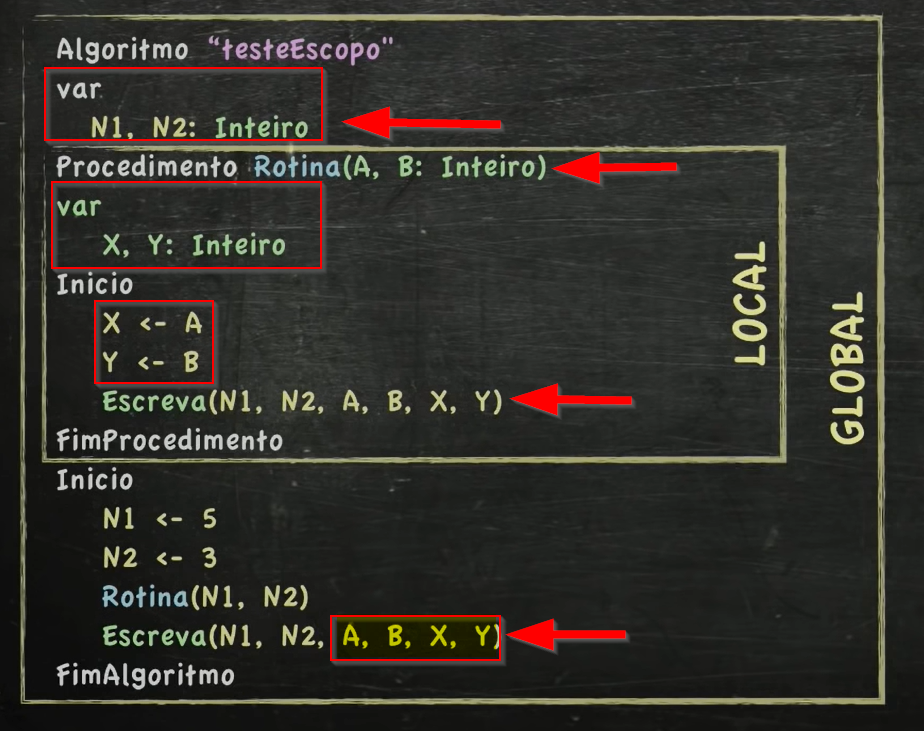 Algoritmo “testeEscopo"
var
N1, N2: Inteiro
Procedimento Rotina(A, B: Inteiro)
var
X, Y: Inteiro
Inicio
X <- A
Y <- B
Escreva(N1, N2, A, B, X, Y)
FimProcedimento
Inicio
N1 <- 5
N2 <- 3
Rotina(N1, N2)
Escreva(N1, N2, A, B, X, Y)
FimAlgoritmo
LOCAL
GLOBAL